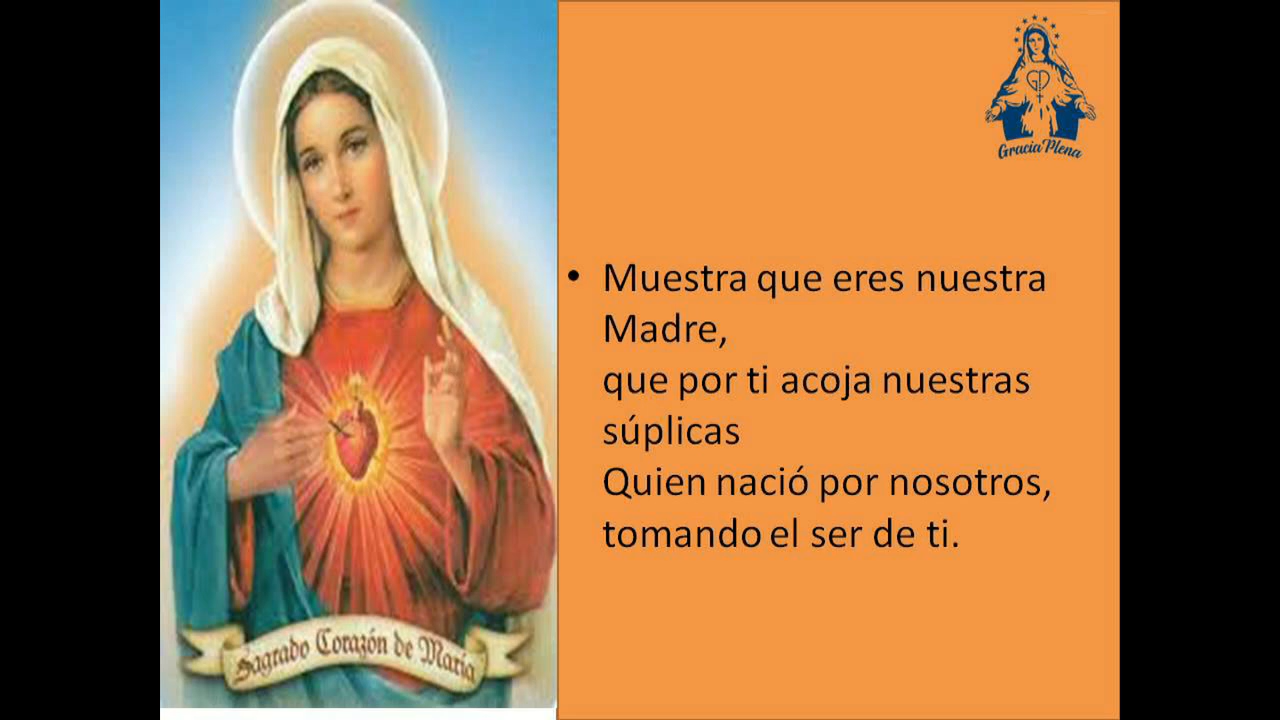 Gracia Plena
• Muestra que eres nuestra
Madre,
que por ti acoja nuestras
súplicas
Quien nació por nosotros,
tomando el ser de ti.
Sagrado Corazón de María